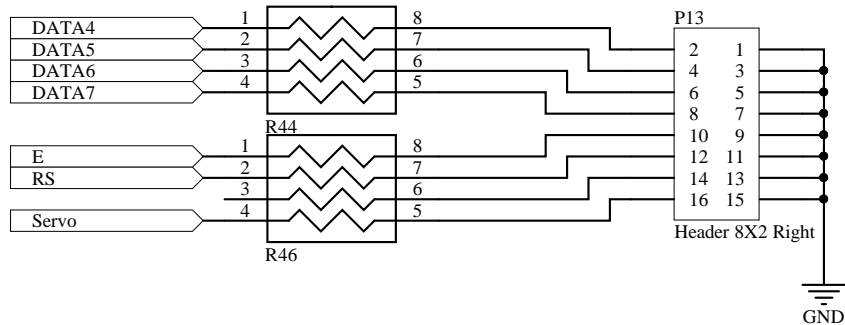 DATA4 1 8 P13
DATA5 2 7 2 1
DATA6 3 6 4 3
DATA7 4 5 6 5
8 7
R44
10 9
E 1 8 12 11
RS 2 7 14 13
3 6 16 15
Servo 4 5
Header 8X2 Right
R46
GND